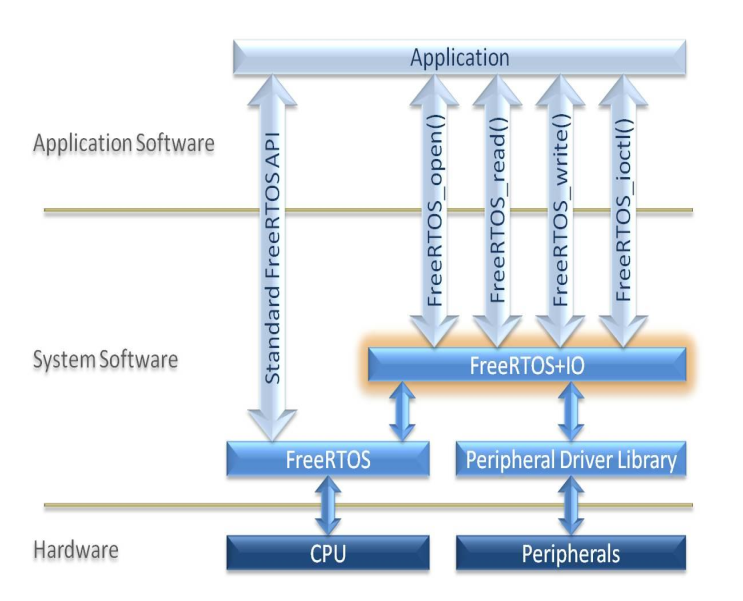 Application
Application Software
Standard FreeRTOS API
FreeRTOS_open()
FreeRTOS_read()
FreeRTOS_write()
FreeRTOS_ioctl()
System Software
FreeRTOS+IO
FreeRTOS
Peripheral Driver Library
Hardware
CPU
Peripherals